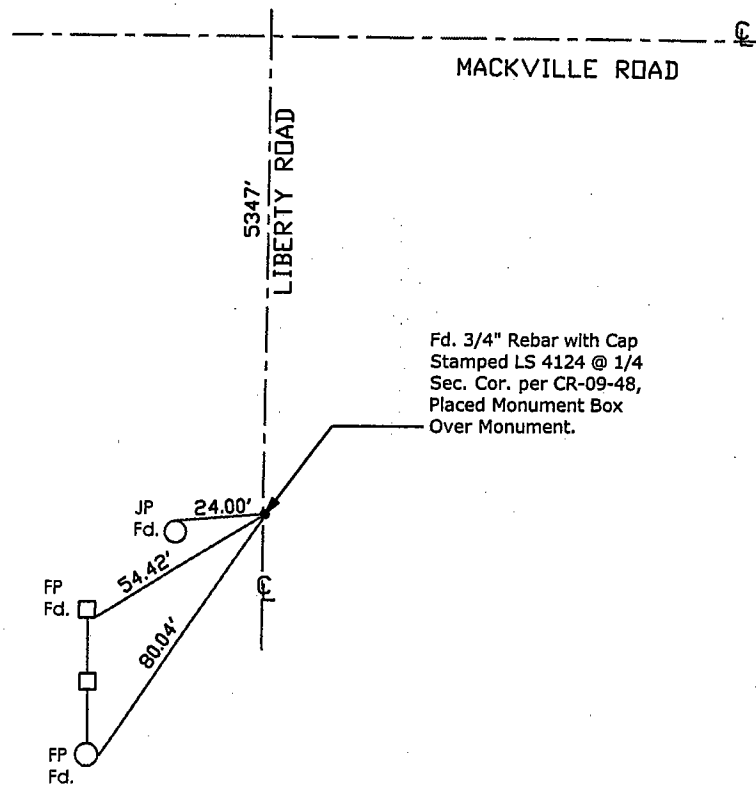 ℄
MACKVILLE ROAD
LIBERTY ROAD
5347'
Fd. 3/4" Rebar with Cap
Stamped LS 4124 @ 1/4
Sec. Cor. per CR-09-48,
Placed Monument Box
Over Monument.
JP
Fd.
24.00'
54.42'
FP
Fd.
℄
80.04'
FP
Fd.